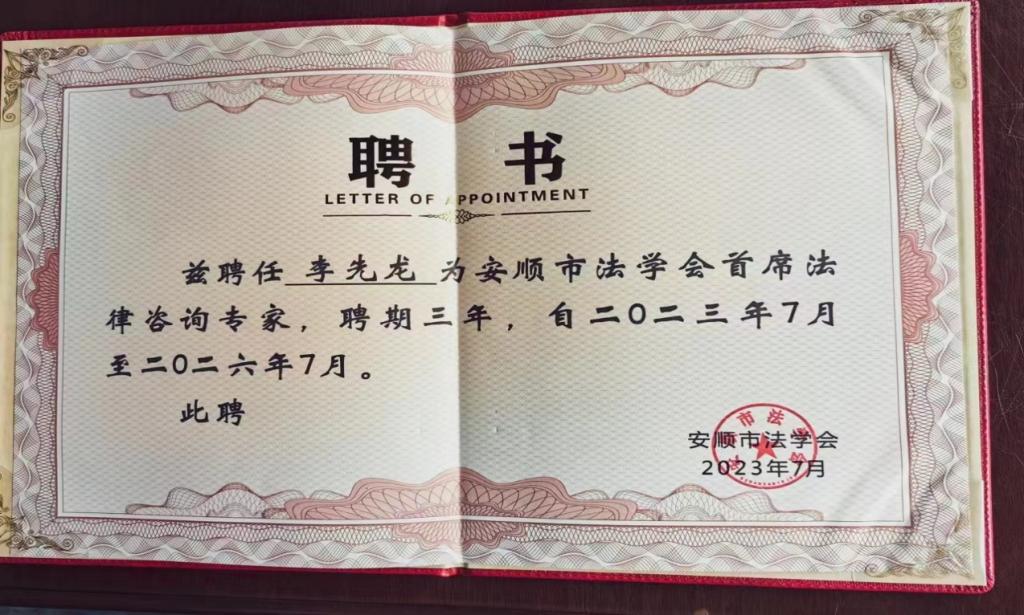 聘 书
LETTER OF APPOINTMENT
兹聘任 李先龙 为安顺市法学会首席法
律咨询专家，聘期三年，自二0二三年7月
至二0二六年7月。
此聘
安顺市法学会
2023年7月